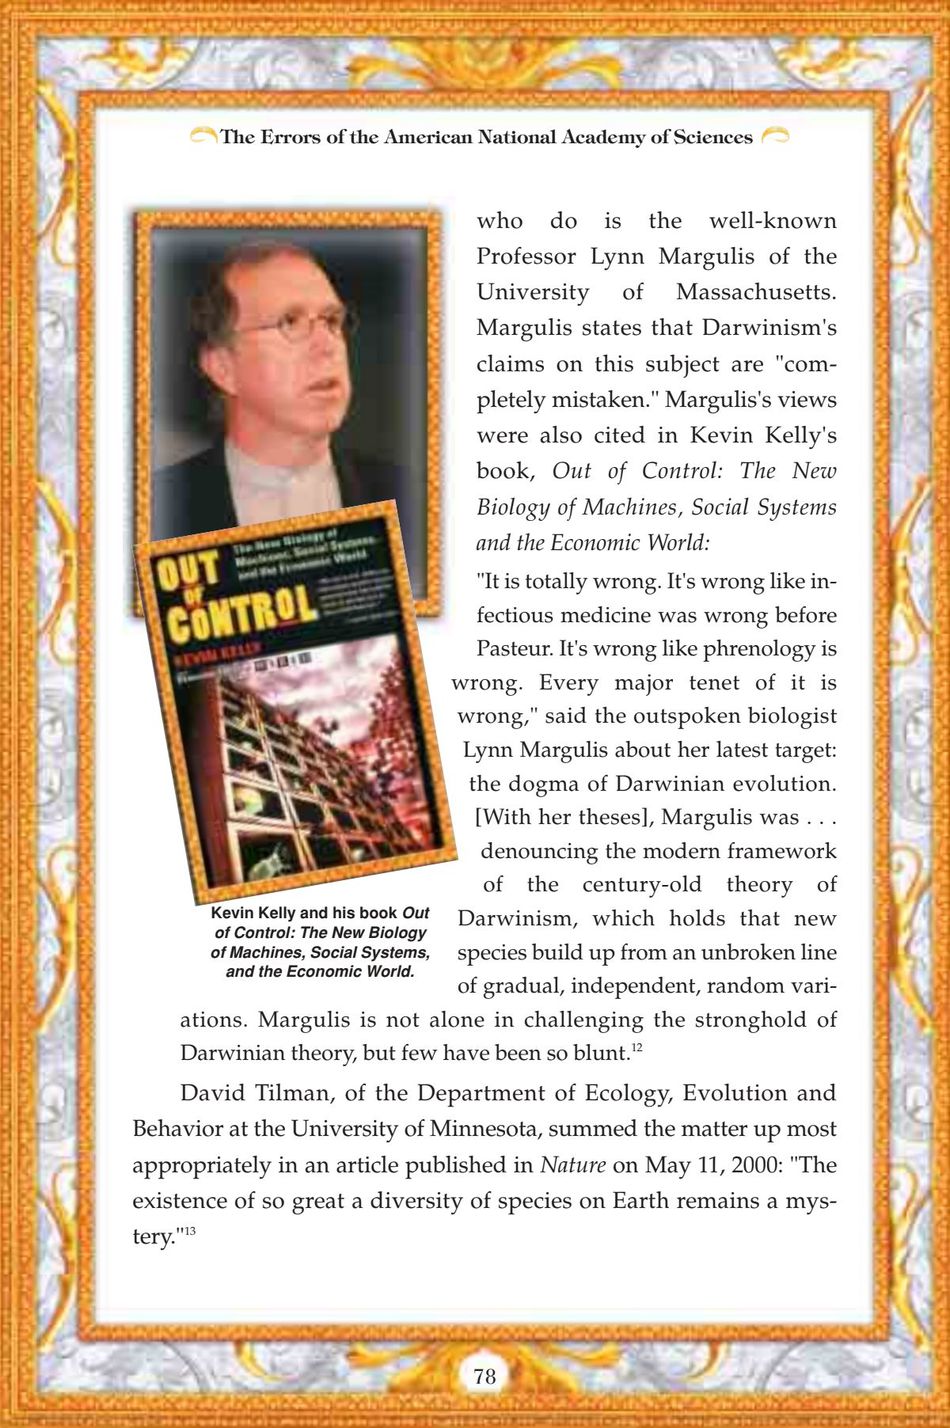 The Errors of the American National Academy of Sciences
who do is the well-known
Professor Lynn Margulis of the
University of Massachusetts.
Margulis states that Darwinism's
claims on this subject are "com-
pletely mistaken." Margulis's views
were also cited in Kevin Kelly's
book, Out of Control: The New
Biology of Machines, Social Systems
and the Economic World:
"It is totally wrong. It's wrong like in-
fectious medicine was wrong before
Pasteur. It's wrong like phrenology is
wrong. Every major tenet of it is
wrong," said the outspoken biologist
Lynn Margulis about her latest target:
the dogma of Darwinian evolution.
[With her theses], Margulis was . . .
denouncing the modern framework
of the century-old theory of
Darwinism, which holds that new
species build up from an unbroken line
of gradual, independent, random vari-
ations. Margulis is not alone in challenging the stronghold of
Darwinian theory, but few have been so blunt.12
OUT
OF
CONTROL
The New Biology of
Machines, Social Systems,
and the Economic World
KEVIN KELLY
Kevin Kelly and his book Out
of Control: The New Biology
of Machines, Social Systems,
and the Economic World.
David Tilman, of the Department of Ecology, Evolution and
Behavior at the University of Minnesota, summed the matter up most
appropriately in an article published in Nature on May 11, 2000: "The
existence of so great a diversity of species on Earth remains a mys-
tery."13
78